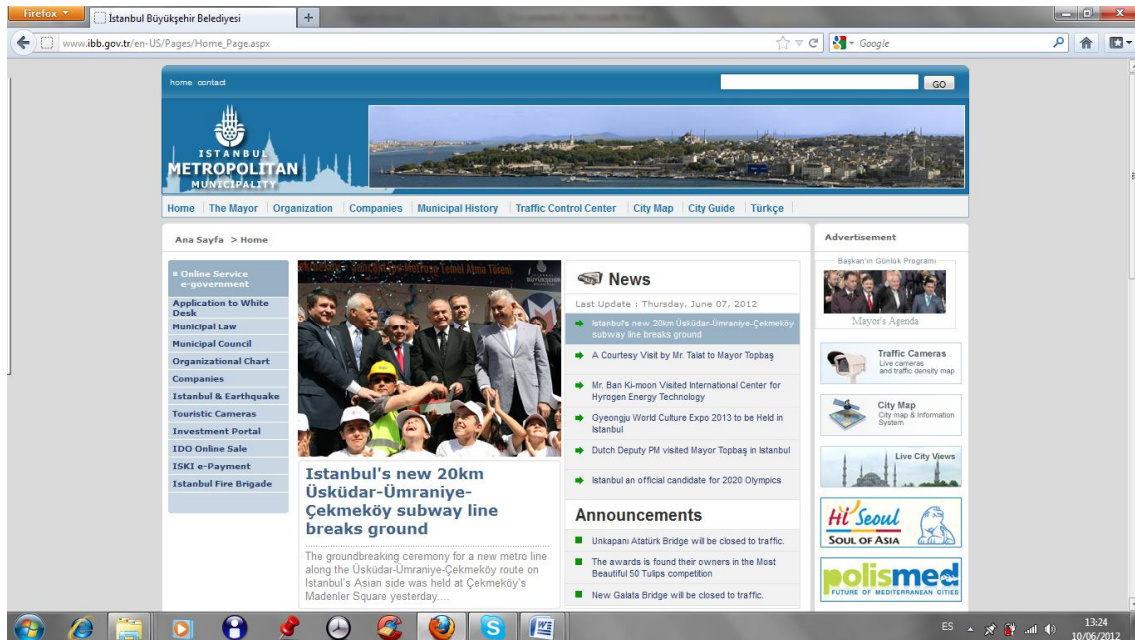 Firefox
İstanbul Büyükşehir Belediyesi
www.ibb.gov.tr/en-US/Pages/Home_Page.aspx
Google
home contact
GO
ISTANBUL
METROPOLITAN
MUNICIPALITY
Home The Mayor Organization Companies Municipal History Traffic Control Center City Map City Guide Türkçe
Ana Sayfa > Home
Online Service
e-government
Application to White
Desk
Municipal Law
Municipal Council
Organizational Chart
Companies
Istanbul & Earthquake
Touristic Cameras
Investment Portal
IDO Online Sale
ISKI e-Payment
Istanbul Fire Brigade
Metrosu Temel Atma Töreni
Istanbul's new 20km
Üsküdar-Ümraniye-
Çekmeköy subway line
breaks ground
The groundbreaking ceremony for a new metro line
along the Üsküdar-Ümraniye-Çekmeköy route on
Istanbul's Asian side was held at Çekmeköy's
Madenler Square yesterday....
News
Last Update : Thursday, June 07, 2012
Istanbul's new 20km Üsküdar-Ümraniye-Çekmeköy
subway line breaks ground
A Courtesy Visit by Mr. Talat to Mayor Topbaş
Mr. Ban Ki-moon Visited International Center for
Hyrogen Energy Technology
Gyeongju World Culture Expo 2013 to be Held in
Istanbul
Dutch Deputy PM visited Mayor Topbaş in Istanbul
Istanbul an official candidate for 2020 Olympics
Announcements
Unkapanı Atatürk Bridge will be closed to traffic.
The awards is found their owners in the Most
Beautiful 50 Tulips competition
New Galata Bridge will be closed to traffic.
Advertisement
Başkan'ın Günlük Programı
Mayor's Agenda
Traffic Cameras
Live cameras
and traffic density map
City Map
City map & Information
System
Live City Views
Hi Seoul
SOUL OF ASIA
polismed
FUTURE OF MEDITERRANEAN CITIES
ES
13:24
10/06/2012